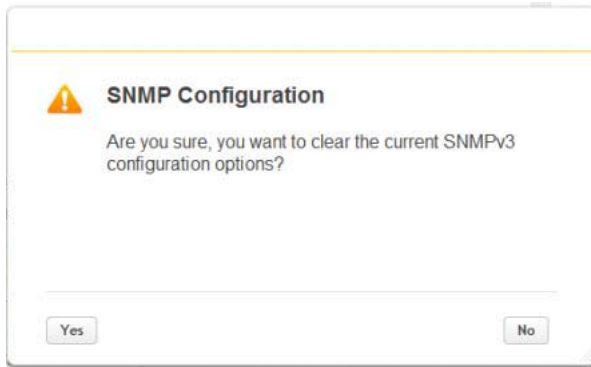 SNMP Configuration
Are you sure, you want to clear the current SNMPv3
configuration options?
Yes
No